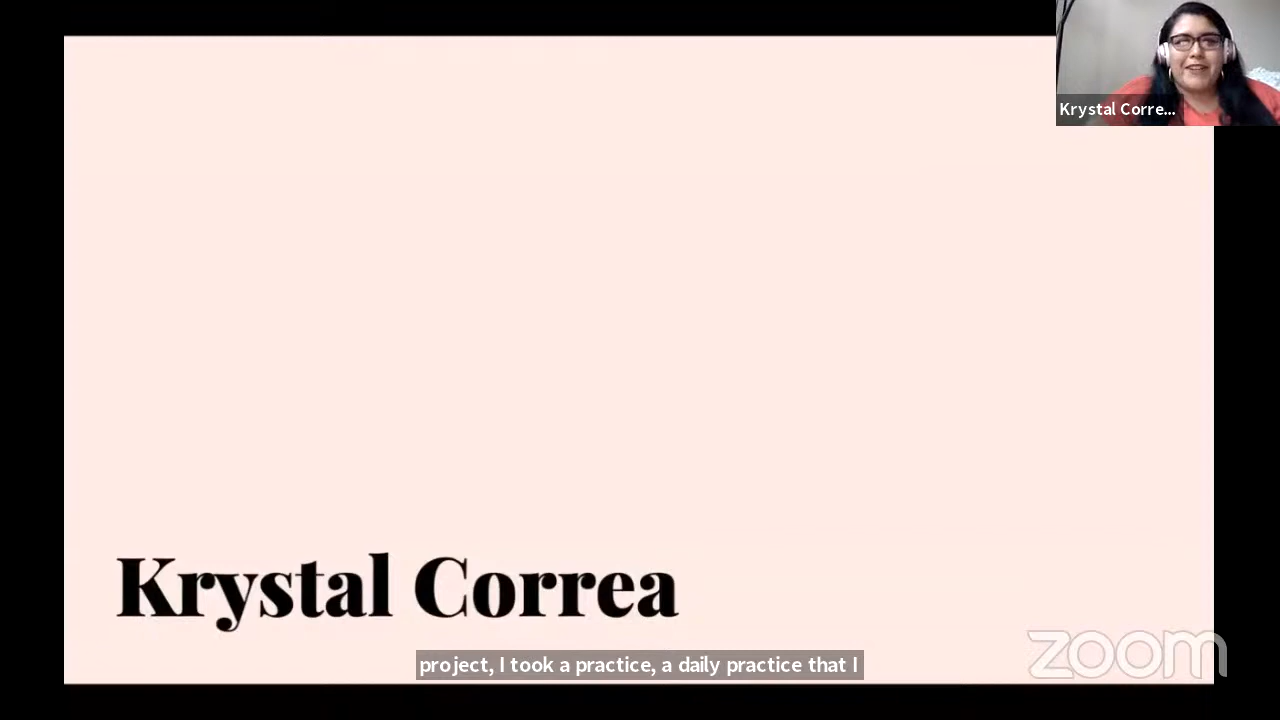 Krystal Corre...
Krystal Correa
project, I took a practice, a daily practice that I
zoom